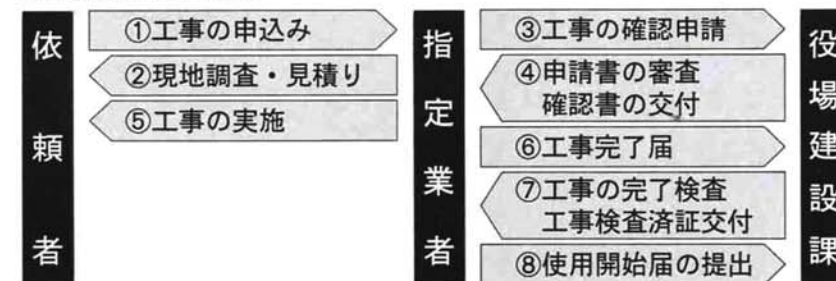 依頼者
①工事の申込み
②現地調査・見積り
⑤工事の実施
指定業者
③工事の確認申請
④申請書の審査
確認書の交付
⑥工事完了届
⑦工事の完了検査
工事検査済証交付
⑧使用開始届の提出
役場建設課